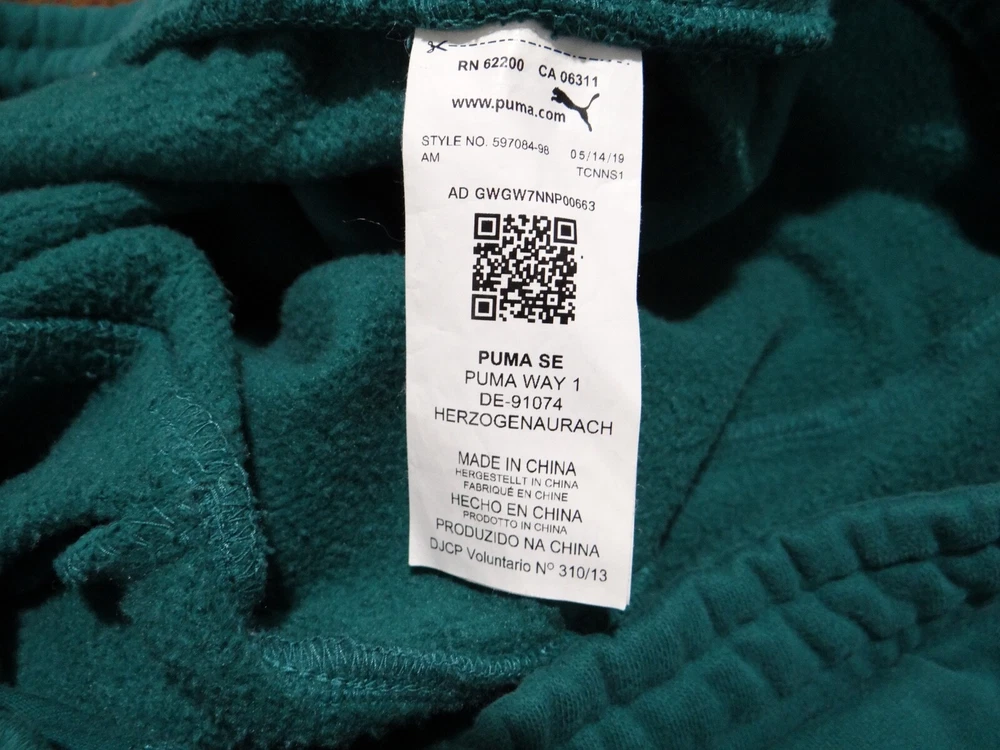 RN 62200 CA 06311
www.puma.com
STYLE NO. 597084-98 05/14/19
AM TCNNS1
AD GWGW7NNP00663
PUMA SE
PUMA WAY 1
DE-91074
HERZOGENAURACH
MADE IN CHINA
HERGESTELLT IN CHINA
FABRIQUÉ EN CHINE
HECHO EN CHINA
PRODOTTO IN CHINA
PRODUZIDO NA CHINA
DJCP Voluntario Nº 310/13